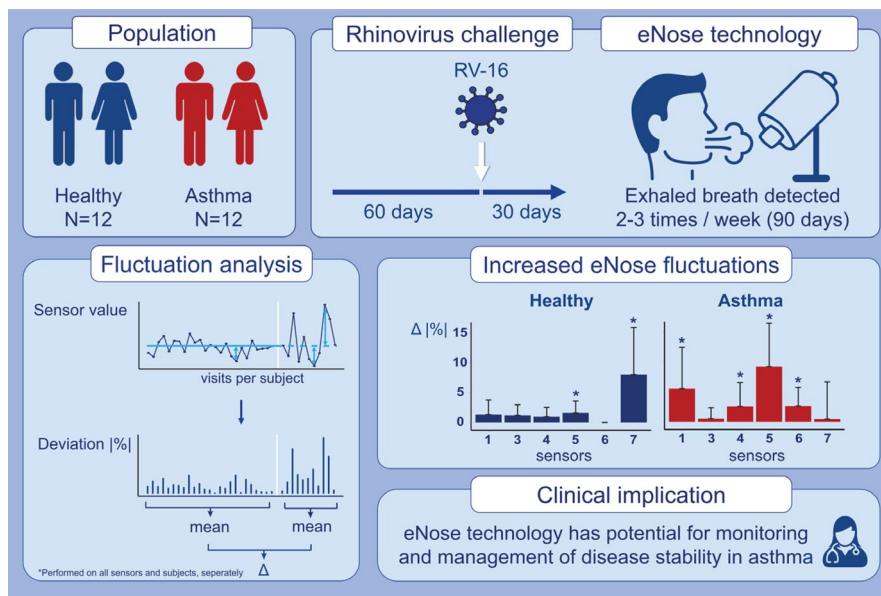 Population
Healthy
N=12
Asthma
N=12
Rhinovirus challenge
RV-16
60 days
30 days
eNose technology
Exhaled breath detected
2-3 times / week (90 days)
Fluctuation analysis
Sensor value
visits per subject
Deviation |%|
mean
mean
Δ
*Performed on all sensors and subjects, seperately
Increased eNose fluctuations
Healthy
Asthma
Δ |%|
15
10
5
0
* *
1 3 4 5 6 7
sensors
* * * *
1 3 4 5 6 7
sensors
Clinical implication
eNose technology has potential for monitoring
and management of disease stability in asthma